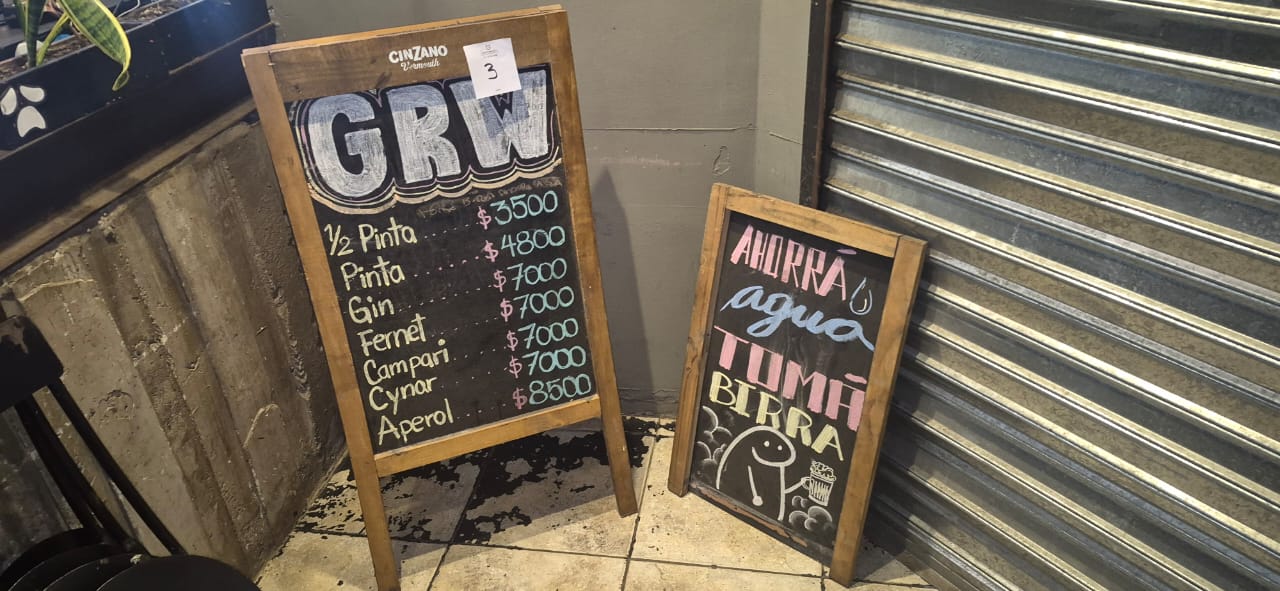 CINZANO
Vermouth
3
GRW
1/2 Pinta $3500
Pinta ...... $4800
Gin ........ $7000
Fernet ..... $7000
Campari .... $7000
Cynar ...... $7000
Aperol ..... $8500
AHORRÁ
agua
TOMÁ
BIRRA